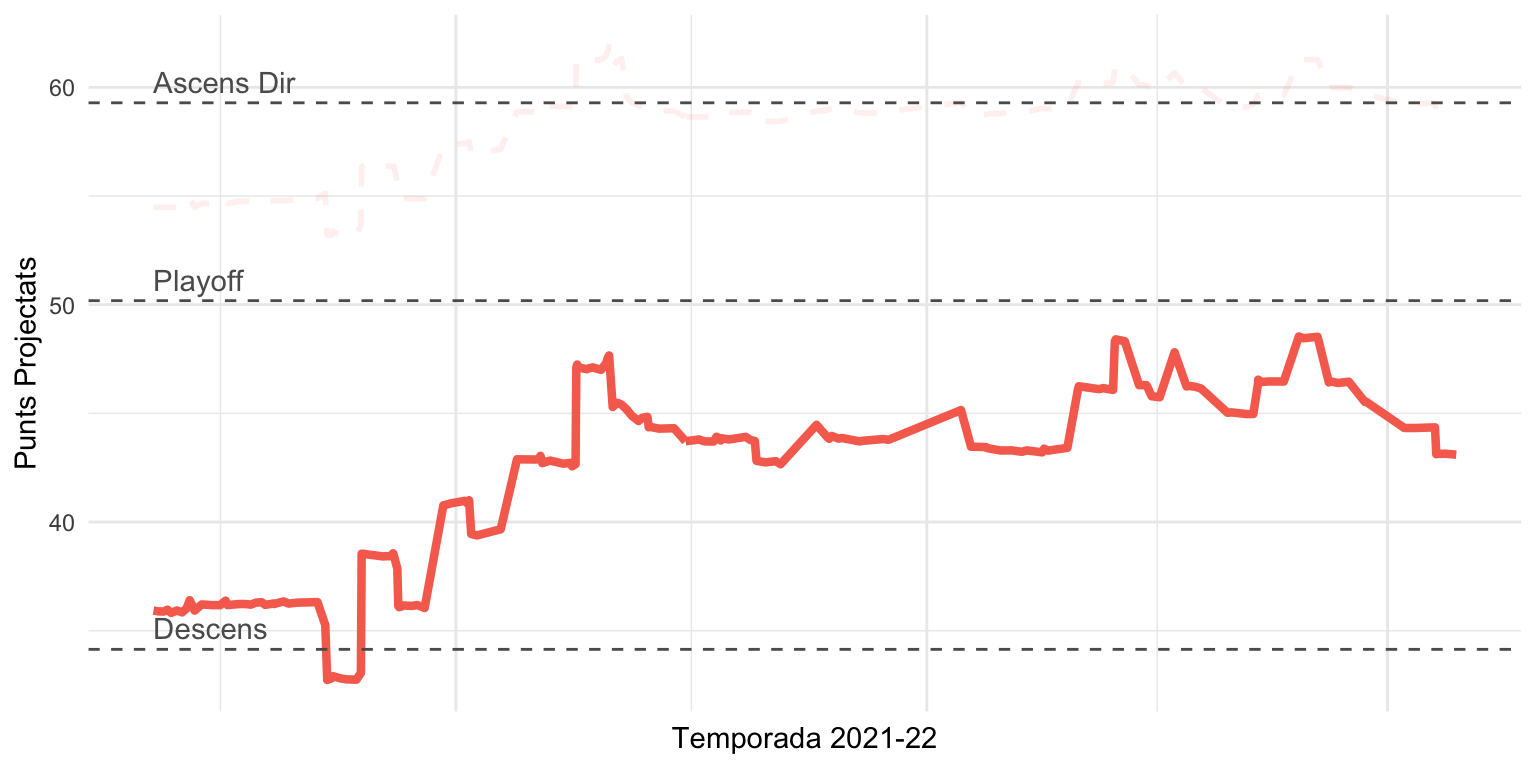 60
Ascens Dir
Playoff
50
Punts Projectats
40
Descens
Temporada 2021-22